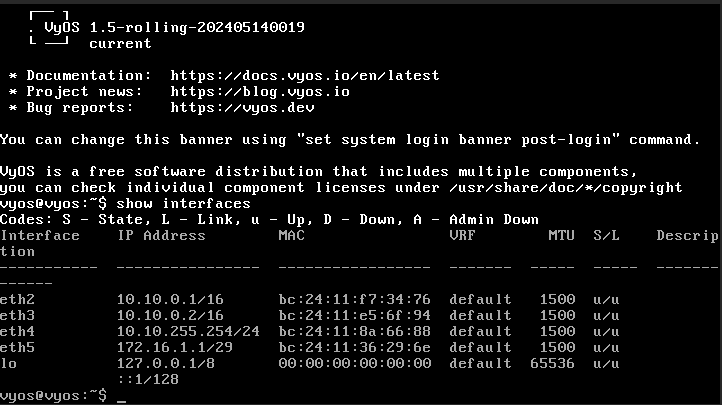 . VyOS 1.5-rolling-202405140019
current
* Documentation:  https://docs.vyos.io/en/latest
* Project news:   https://blog.vyos.io
* Bug reports:    https://vyos.dev
You can change this banner using "set system login banner post-login" command.
VyOS is a free software distribution that includes multiple components,
you can check individual component licenses under /usr/share/doc/*/copyright
vyos@vyos:~$ show interfaces
Codes: S - State, L - Link, u - Up, D - Down, A - Admin Down
Interface    IP Address        MAC                VRF        MTU  S/L    Descrip
tion
-----------  ----------------  -----------------  -------  -----  -----  -------
------
eth2         10.10.0.1/16      bc:24:11:f7:34:76  default   1500  u/u
eth3         10.10.0.2/16      bc:24:11:e5:6f:94  default   1500  u/u
eth4         10.10.255.254/24  bc:24:11:8a:66:88  default   1500  u/u
eth5         172.16.1.1/29     bc:24:11:36:29:6e  default   1500  u/u
lo           127.0.0.1/8       00:00:00:00:00:00  default  65536  u/u
             ::1/128
vyos@vyos:~$ _